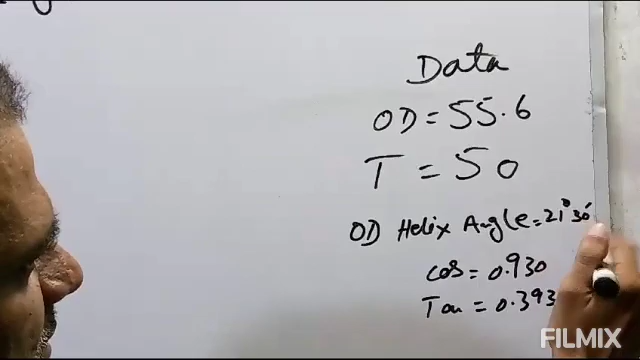 Data
OD = 55.6
T = 50
OD Helix Angle = 21° 30'
Cos = 0.930
Tan = 0.393
FILMIX